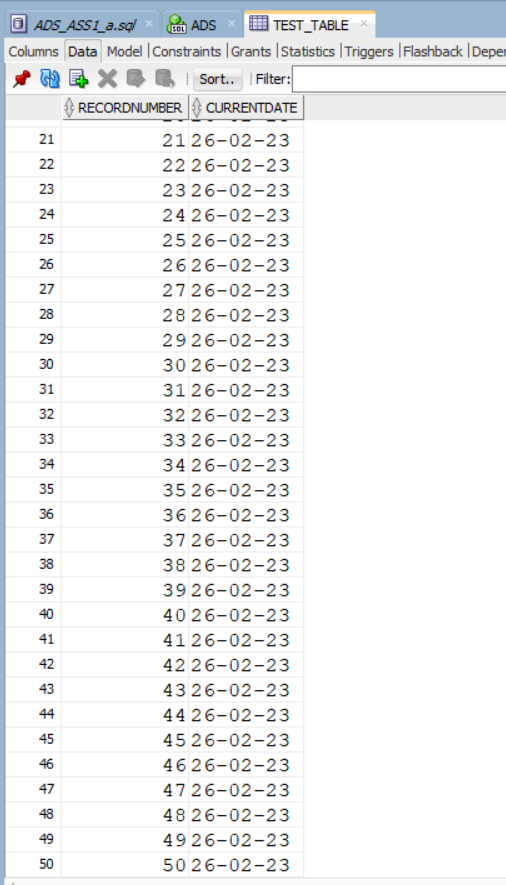 ADS_ASS1_a.sql ADS TEST_TABLE
Columns Data Model Constraints Grants Statistics Triggers Flashback Deper
Sort.. Filter:
RECORDNUMBER CURRENTDATE
21 21 26-02-23
22 22 26-02-23
23 23 26-02-23
24 24 26-02-23
25 25 26-02-23
26 26 26-02-23
27 27 26-02-23
28 28 26-02-23
29 29 26-02-23
30 30 26-02-23
31 31 26-02-23
32 32 26-02-23
33 33 26-02-23
34 34 26-02-23
35 35 26-02-23
36 36 26-02-23
37 37 26-02-23
38 38 26-02-23
39 39 26-02-23
40 40 26-02-23
41 41 26-02-23
42 42 26-02-23
43 43 26-02-23
44 44 26-02-23
45 45 26-02-23
46 46 26-02-23
47 47 26-02-23
48 48 26-02-23
49 49 26-02-23
50 50 26-02-23